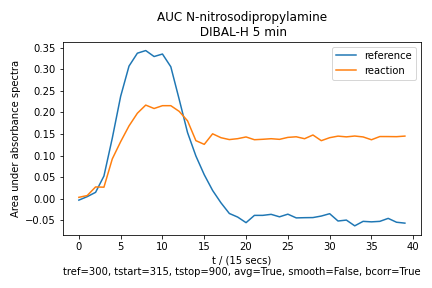 AUC N-nitrosodipropylamine
DIBAL-H 5 min
reference
reaction
Area under absorbance spectra
0.35
0.30
0.25
0.20
0.15
0.10
0.05
0.00
−0.05
0 5 10 15 20 25 30 35 40
t / (15 secs)
tref=300, tstart=315, tstop=900, avg=True, smooth=False, bcorr=True